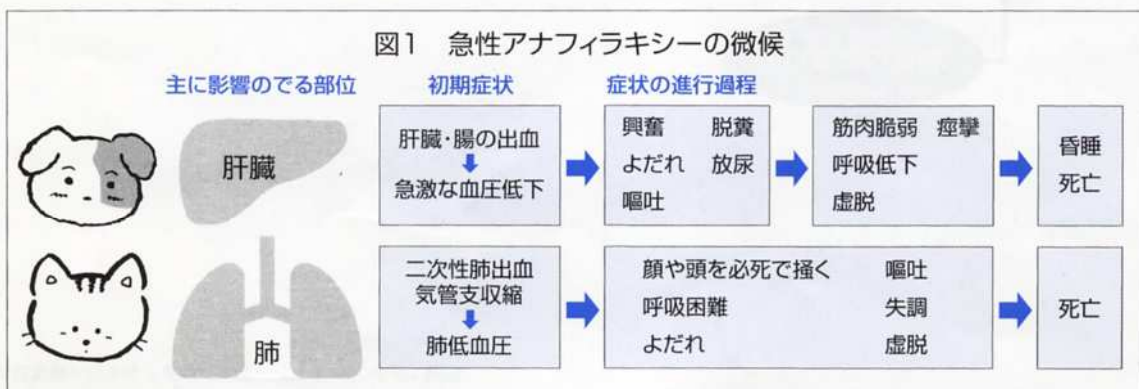 図1 急性アナフィラキシーの微候
主に影響のでる部位 初期症状 症状の進行過程
肝臓
肝臓・腸の出血
急激な血圧低下
興奮 脱糞
よだれ 放尿
嘔吐
筋肉脆弱 痙攣
呼吸低下
虚脱
昏睡
死亡
肺
二次性肺出血
気管支収縮
肺低血圧
顔や頭を必死で掻く 嘔吐
呼吸困難 失調
よだれ 虚脱
死亡